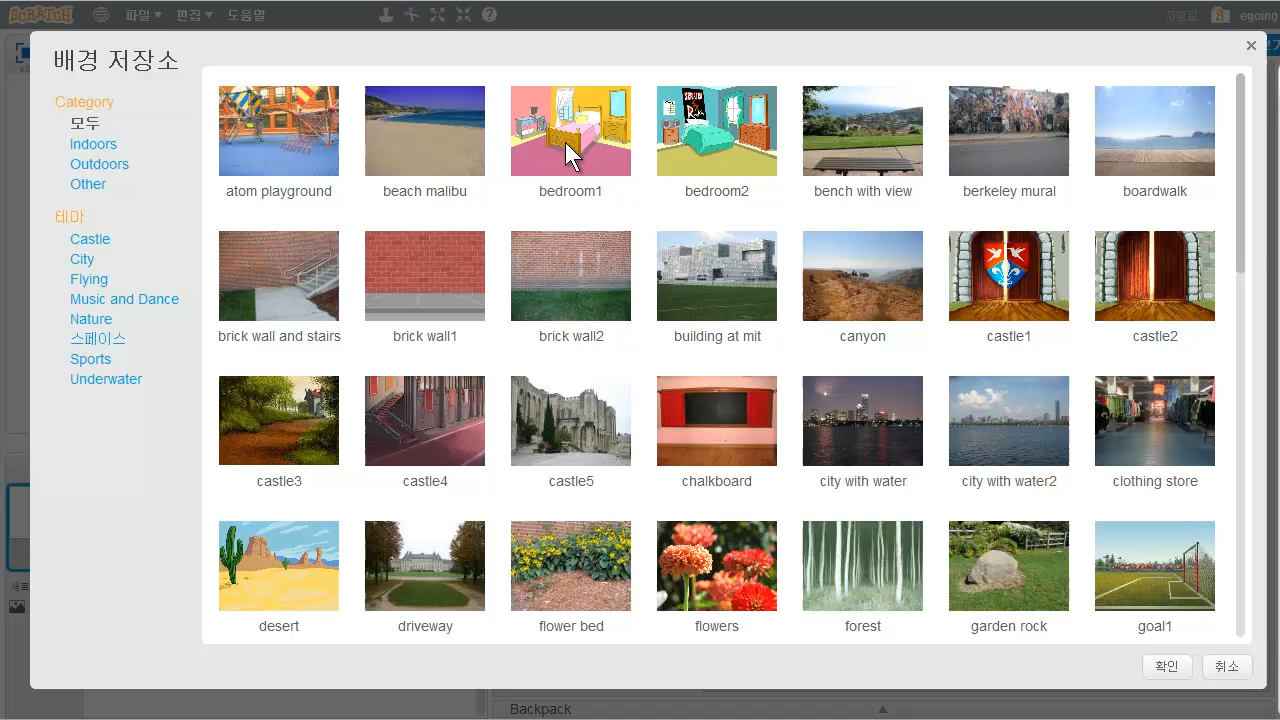 SCRATCH
파일
편집
도움말
저장됨
egoing
배경 저장소
Category
모두
Indoors
Outdoors
Other
테마
Castle
City
Flying
Music and Dance
Nature
스페이스
Sports
Underwater
atom playground
beach malibu
bedroom1
bedroom2
bench with view
berkeley mural
boardwalk
brick wall and stairs
brick wall1
brick wall2
building at mit
canyon
castle1
castle2
castle3
castle4
castle5
chalkboard
city with water
city with water2
clothing store
desert
driveway
flower bed
flowers
forest
garden rock
goal1
확인
취소
Backpack